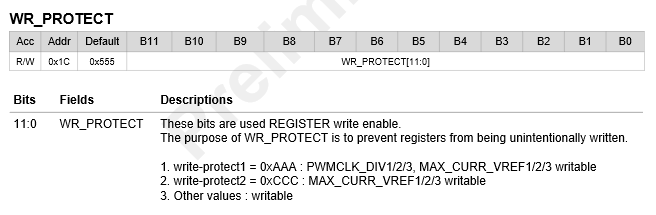 WR_PROTECT
Acc Addr Default B11 B10 B9 B8 B7 B6 B5 B4 B3 B2 B1 B0
R/W 0x1C 0x555 WR_PROTECT[11:0]
Bits Fields Descriptions
11:0 WR_PROTECT These bits are used REGISTER write enable.
The purpose of WR_PROTECT is to prevent registers from being unintentionally written.
1. write-protect1 = 0xAAA : PWMCLK_DIV1/2/3, MAX_CURR_VREF1/2/3 writable
2. write-protect2 = 0xCCC : MAX_CURR_VREF1/2/3 writable
3. Other values : writable
Prelim